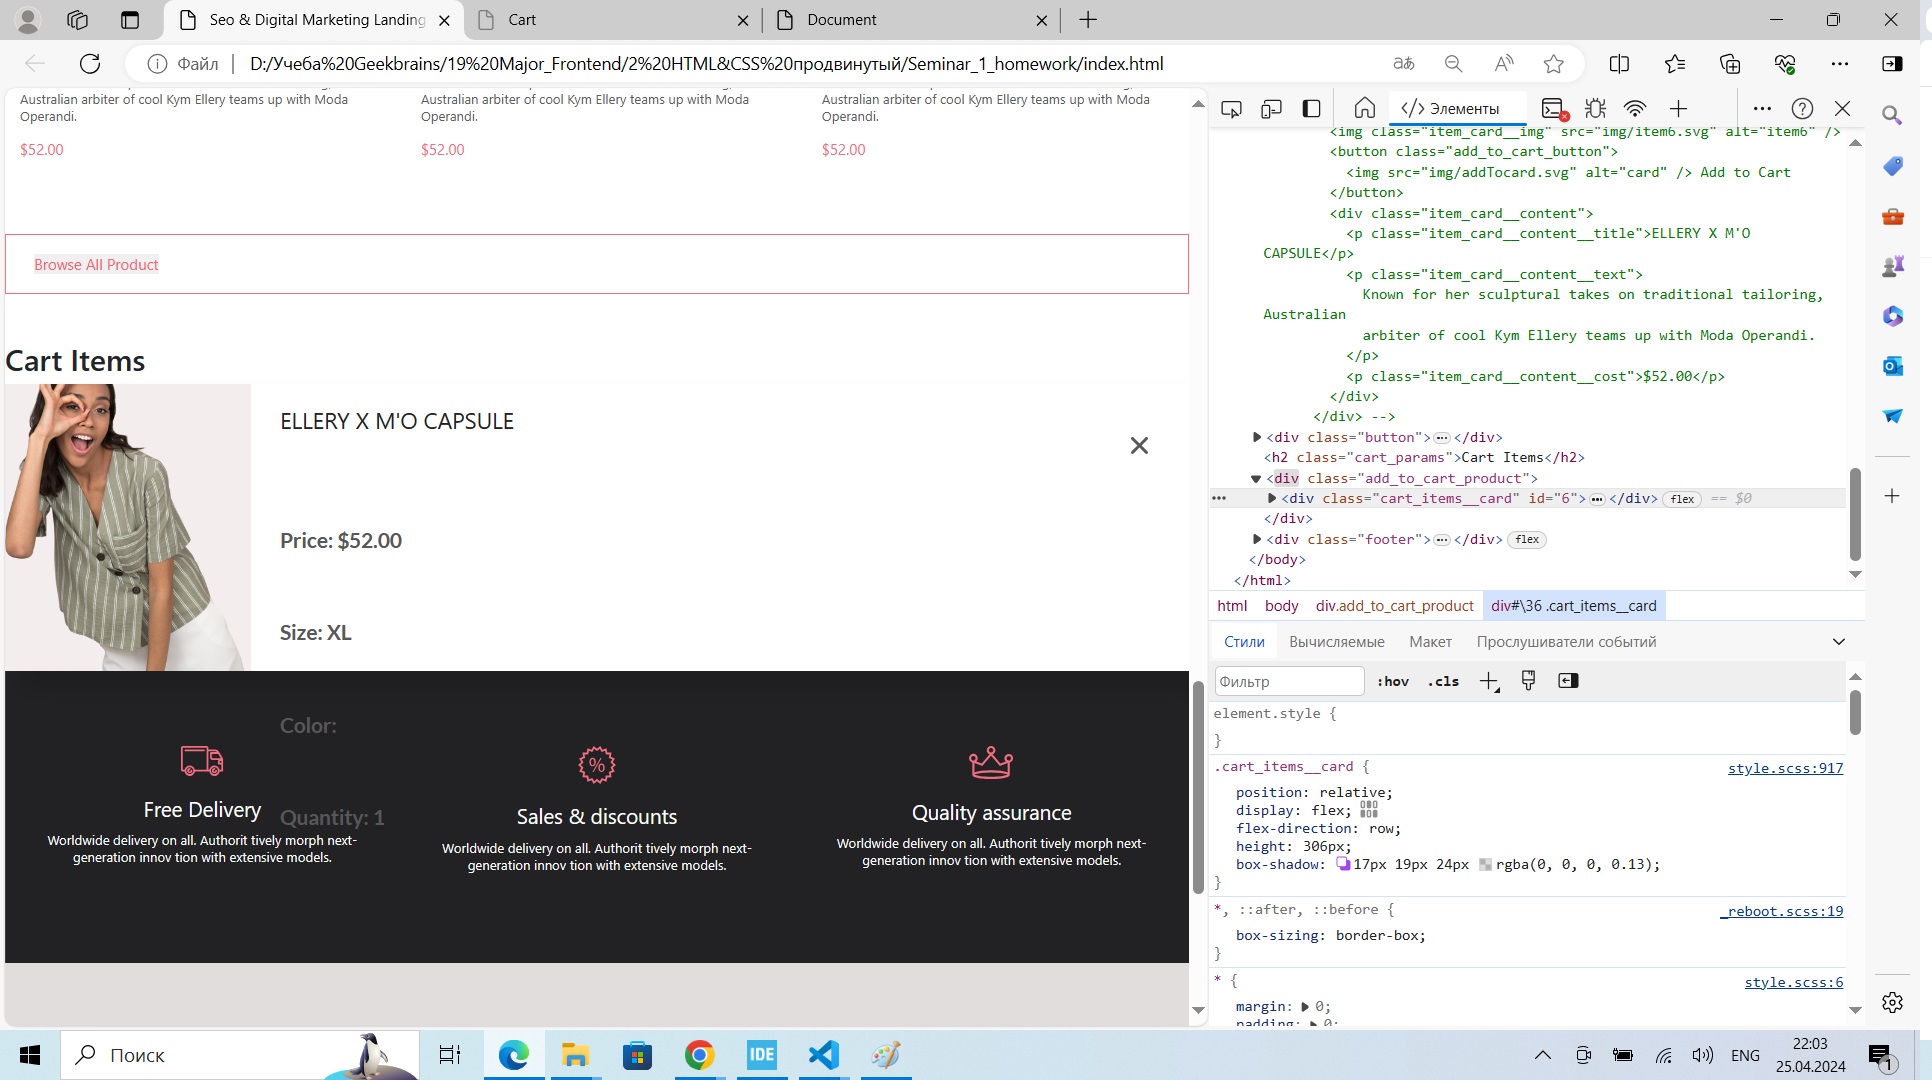 Seo & Digital Marketing Landing
Cart
Document
Файл
D:/Учеба%20Geekbrains/19%20Major_Frontend/2%20HTML&CSS%20продвинутый/Seminar_1_homework/index.html
аあ
Australian arbiter of cool Kym Ellery teams up with Moda
Operandi.
$52.00
Australian arbiter of cool Kym Ellery teams up with Moda
Operandi.
$52.00
Australian arbiter of cool Kym Ellery teams up with Moda
Operandi.
$52.00
Browse All Product
Cart Items
ELLERY X M'O CAPSULE
Price: $52.00
Size: XL
Color:
Quantity: 1
Free Delivery
Worldwide delivery on all. Authorit tively morph next-
generation innov tion with extensive models.
%
Sales & discounts
Worldwide delivery on all. Authorit tively morph next-
generation innov tion with extensive models.
Quality assurance
Worldwide delivery on all. Authorit tively morph next-
generation innov tion with extensive models.
</> Элементы
<img class="item_card__img" src="img/item6.svg" alt="item6" />
<button class="add_to_cart_button">
<img src="img/addTocard.svg" alt="card" /> Add to Cart
</button>
<div class="item_card__content">
<p class="item_card__content__title">ELLERY X M'O
CAPSULE</p>
<p class="item_card__content__text">
Known for her sculptural takes on traditional tailoring,
Australian
arbiter of cool Kym Ellery teams up with Moda Operandi.
</p>
<p class="item_card__content__cost">$52.00</p>
</div>
</div> -->
<div class="button">…</div>
<h2 class="cart_params">Cart Items</h2>
<div class="add_to_cart_product">
<div class="cart_items__card" id="6">…</div> flex == $0
</div>
<div class="footer">…</div> flex
</body>
</html>
html body div.add_to_cart_product div#\36 .cart_items__card
Стили Вычисляемые Макет Прослушиватели событий
Фильтр :hov .cls
element.style {
}
.cart_items__card { style.scss:917
position: relative;
display: flex;
flex-direction: row;
height: 306px;
box-shadow: 17px 19px 24px rgba(0, 0, 0, 0.13);
}
*, ::after, ::before { _reboot.scss:19
box-sizing: border-box;
}
* { style.scss:6
margin: 0;
padding: 0;
Поиск
IDE
ENG
22:03
25.04.2024
1